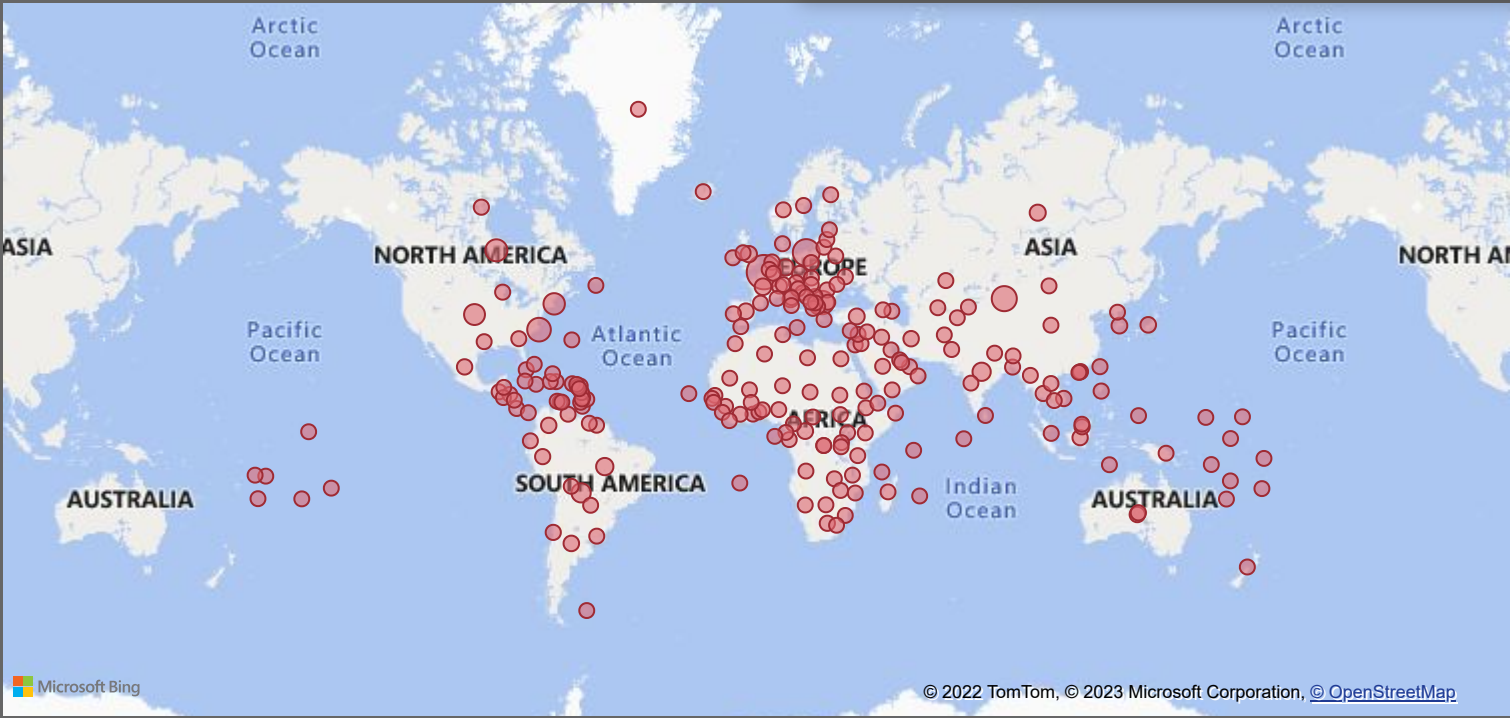 Arctic
Ocean
Arctic
Ocean
ASIA
NORTH AMERICA
EUROPE
ASIA
NORTH AM
Pacific
Ocean
Atlantic
Ocean
Pacific
Ocean
AFRICA
AUSTRALIA
SOUTH AMERICA
Indian
Ocean
AUSTRALIA
Microsoft Bing
© 2022 TomTom, © 2023 Microsoft Corporation, © OpenStreetMap